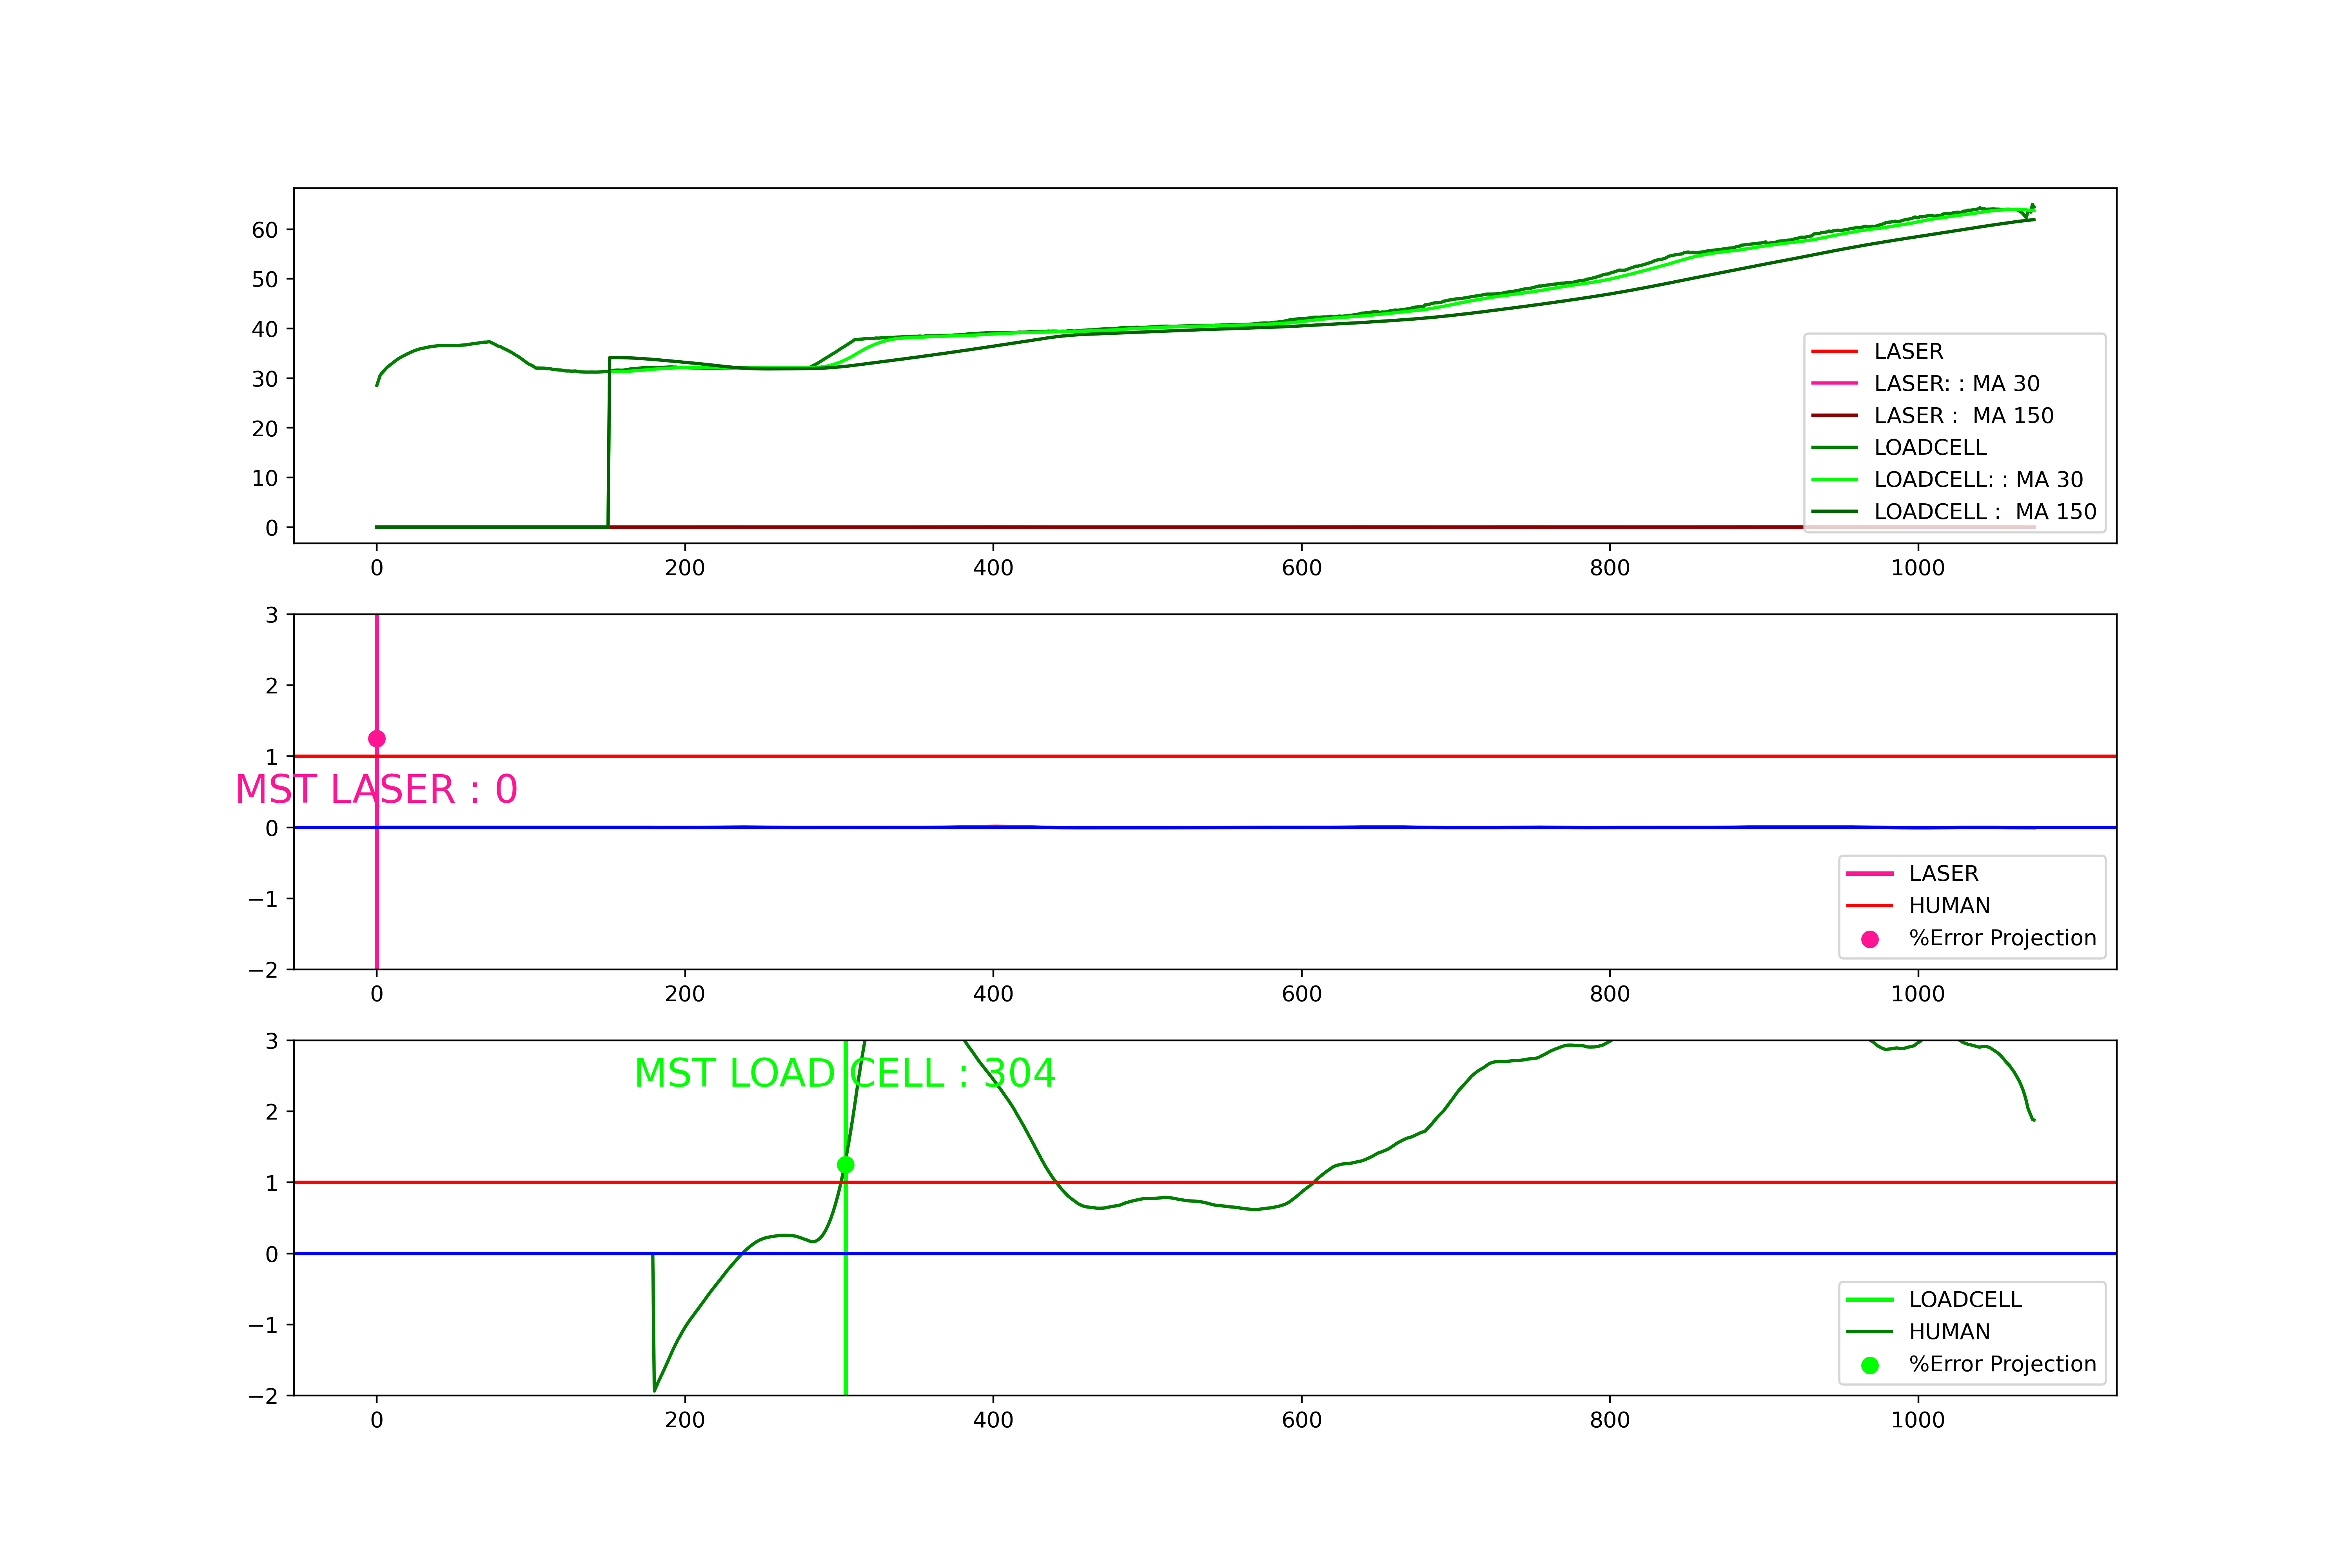 60
50
40
30
20
10
0
LASER
LASER: : MA 30
LASER :  MA 150
LOADCELL
LOADCELL: : MA 30
LOADCELL :  MA 150
0 200 400 600 800 1000
3
2
1
MST LASER : 0
0
−1
−2
LASER
HUMAN
%Error Projection
0 200 400 600 800 1000
3
MST LOAD CELL : 304
2
1
0
−1
−2
LOADCELL
HUMAN
%Error Projection
0 200 400 600 800 1000